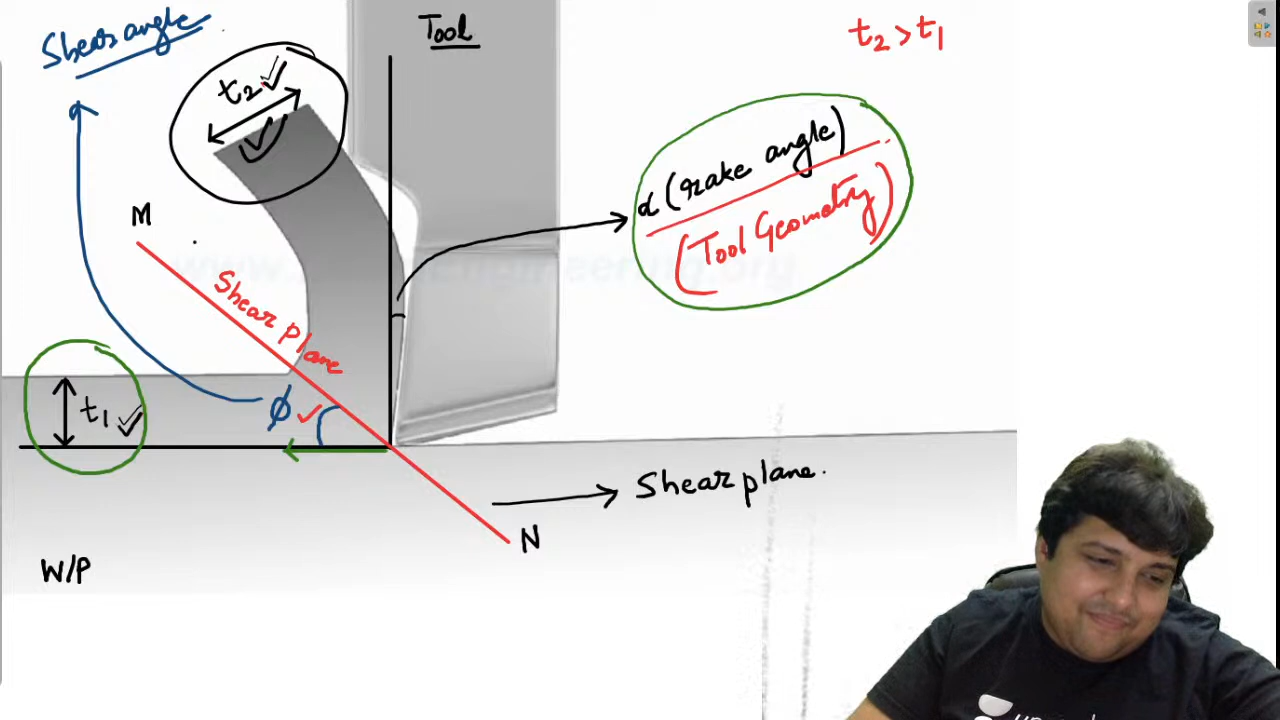 Shear angle
Tool
t2 > t1
t2
α (rake angle)
(Tool Geometry)
M
Shear plane
t1
ϕ
Shear plane.
N
W/P